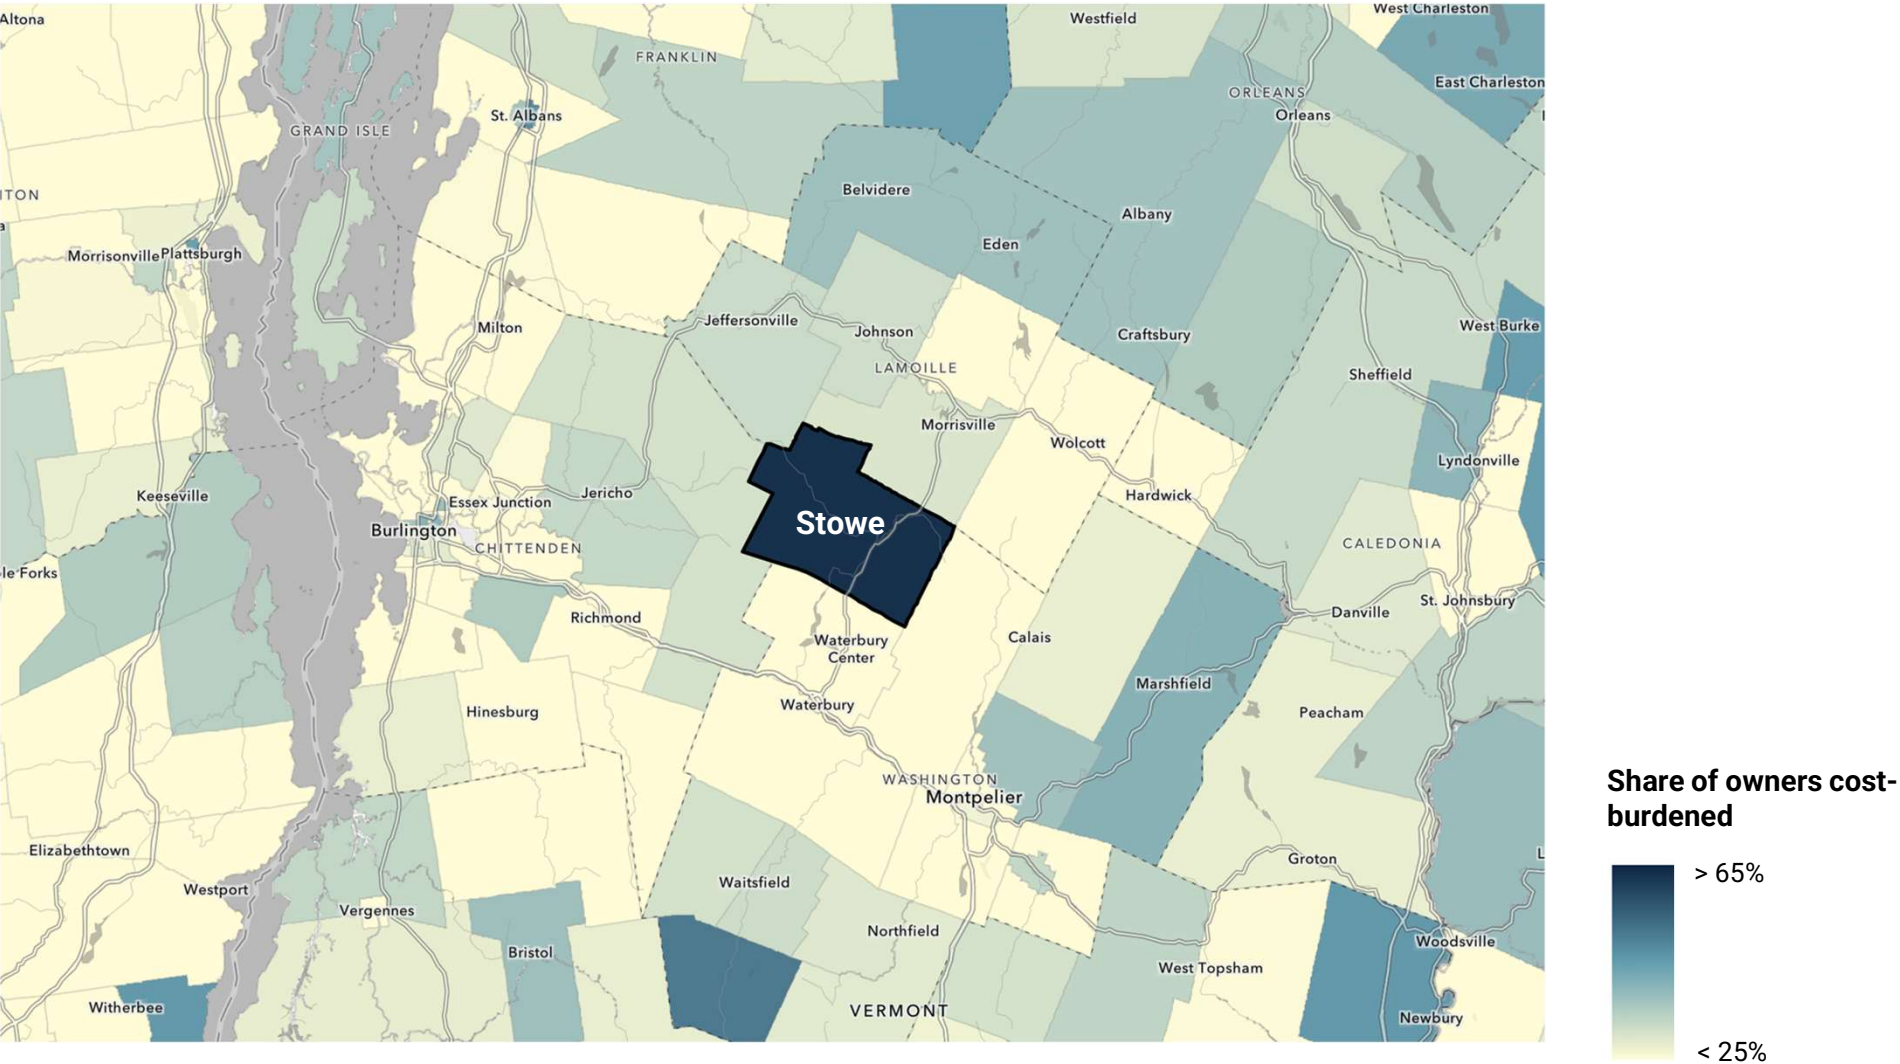 Altona
West Charleston
Westfield
FRANKLIN
East Charleston
ORLEANS
Orleans
St. Albans
GRAND ISLE
Belvidere
Albany
Eden
Morrisonville
Plattsburgh
Jeffersonville
Johnson
Milton
Craftsbury
West Burke
LAMOILLE
Sheffield
Morrisville
Wolcott
Lyndonville
Keeseville
Jericho
Essex Junction
Hardwick
Stowe
Burlington
CHITTENDEN
CALEDONIA
le Forks
Richmond
St. Johnsbury
Danville
Waterbury
Center
Calais
Marshfield
Waterbury
Hinesburg
Peacham
WASHINGTON
Montpelier
Elizabethtown
Groton
Westport
Waitsfield
Vergennes
Northfield
Bristol
Woodsville
West Topsham
Witherbee
VERMONT
Newbury
Share of owners cost-
burdened
> 65%
< 25%